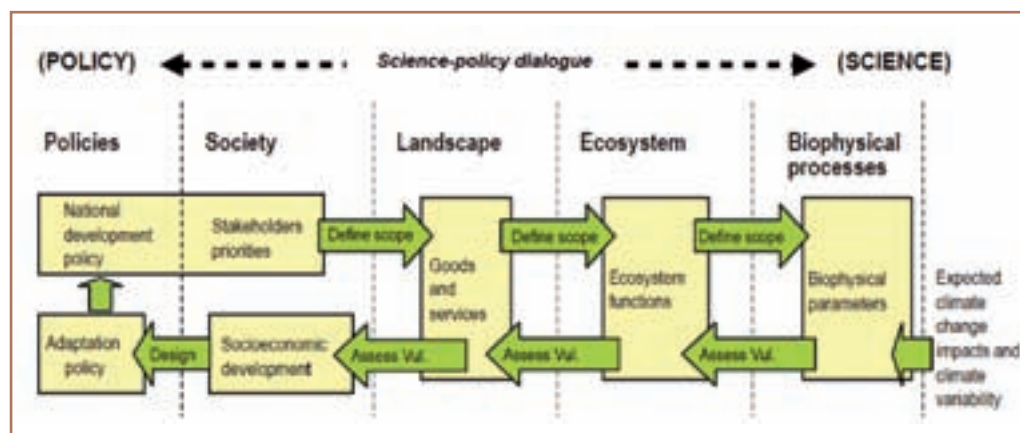 (POLICY) Science-policy dialogue (SCIENCE)
Policies Society Landscape Ecosystem Biophysical
processes
National
development
policy
Stakeholders
priorities
Define scope
Goods
and
services
Define scope
Ecosystem
functions
Define scope
Biophysical
parameters
Expected
climate
change
impacts and
climate
variability
Adaptation
policy
Design
Socioeconomic
development
Assess Vul.
Assess Vul.
Assess Vul.